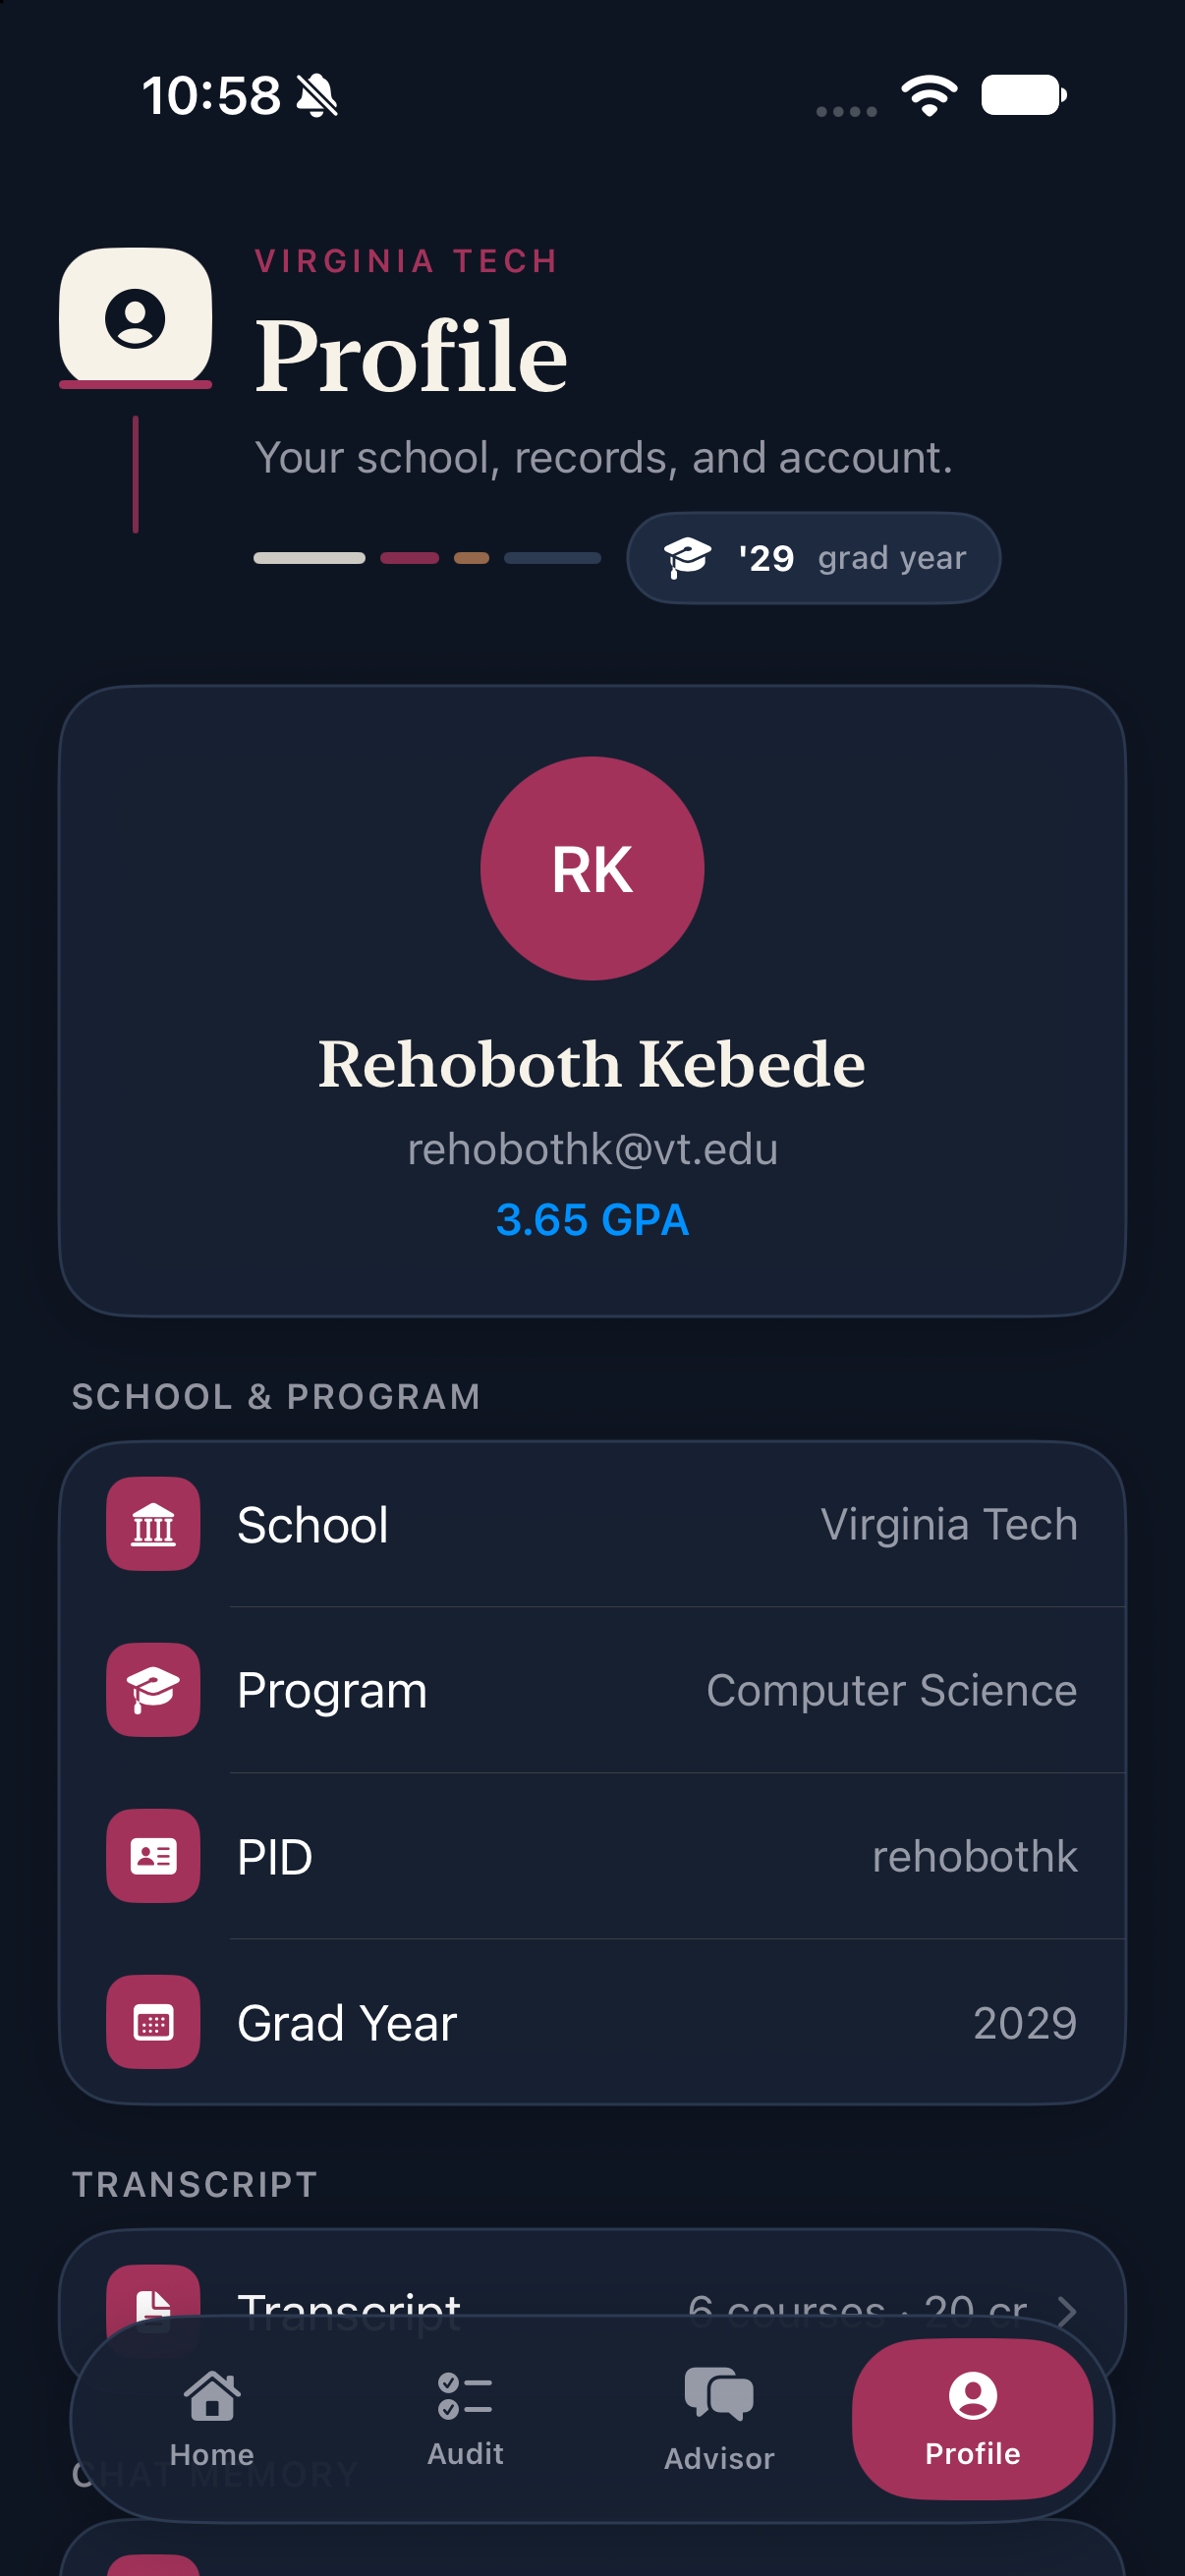 10:58
VIRGINIA TECH
Profile
Your school, records, and account.
'29 grad year
RK
Rehoboth Kebede
rehobothk@vt.edu
3.65 GPA
SCHOOL & PROGRAM
School Virginia Tech
Program Computer Science
PID rehobothk
Grad Year 2029
TRANSCRIPT
Transcript 6 courses · 20 cr
CHAT MEMORY
Home Audit Advisor Profile